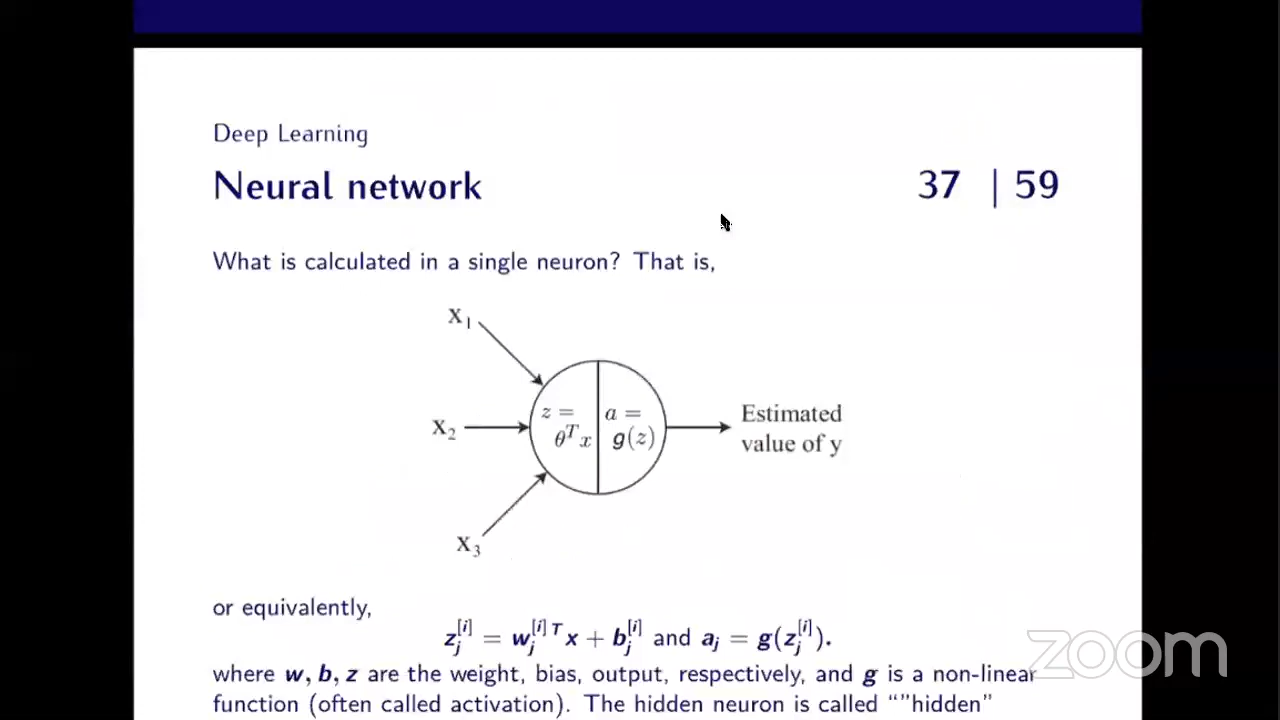 Deep Learning
Neural network 37 | 59
What is calculated in a single neuron? That is,
x₁
z = a =
x₂ θᵀx g(z) Estimated
value of y
x₃
or equivalently,
z_j^{[i]} = w_j^{[i]T} x + b_j^{[i]} and a_j = g(z_j^{[i]}).
where w, b, z are the weight, bias, output, respectively, and g is a non-linear
function (often called activation). The hidden neuron is called “”hidden”
zoom